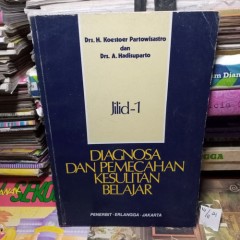 Drs. H. Koestoer Partowisastro
dan
Drs. A. Hadisuparto
Jilid-1
DIAGNOSA
DAN PEMECAHAN
KESULITAN
BELAJAR
PENERBIT - ERLANGGA - JAKARTA